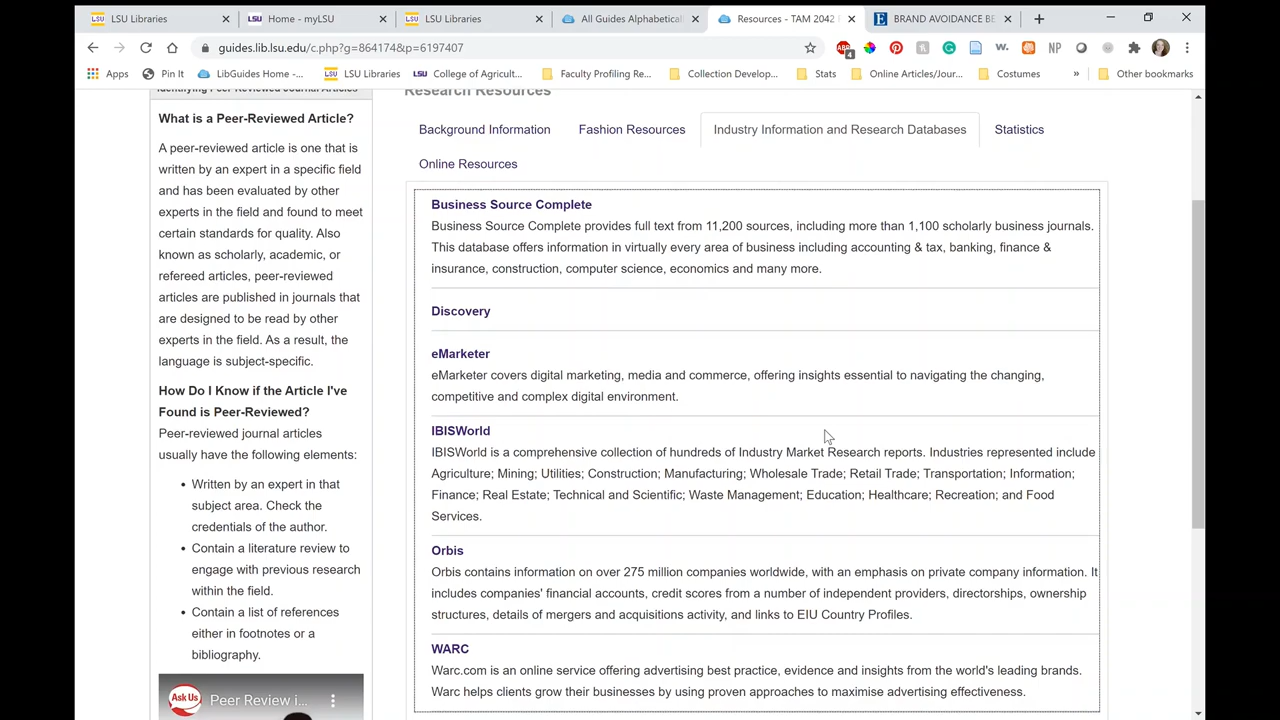 LSU Libraries
Home - myLSU
LSU Libraries
All Guides Alphabetical
Resources - TAM 2042
BRAND AVOIDANCE BE
guides.lib.lsu.edu/c.php?g=864174&p=6197407
ABP
4
W.
NP
Apps
Pin It
LibGuides Home -...
LSU Libraries
LSU College of Agricult...
Faculty Profiling Re...
Collection Develop...
Stats
Online Articles/Jour...
Costumes
»
Other bookmarks
Identifying Peer-Reviewed Journal Articles
What is a Peer-Reviewed Article?
A peer-reviewed article is one that is
written by an expert in a specific field
and has been evaluated by other
experts in the field and found to meet
certain standards for quality. Also
known as scholarly, academic, or
refereed articles, peer-reviewed
articles are published in journals that
are designed to be read by other
experts in the field. As a result, the
language is subject-specific.
How Do I Know if the Article I've
Found is Peer-Reviewed?
Peer-reviewed journal articles
usually have the following elements:
• Written by an expert in that
subject area. Check the
credentials of the author.
• Contain a literature review to
engage with previous research
within the field.
• Contain a list of references
either in footnotes or a
bibliography.
Ask Us
Peer Review i...
Research Resources
Background Information
Fashion Resources
Industry Information and Research Databases
Statistics
Online Resources
Business Source Complete
Business Source Complete provides full text from 11,200 sources, including more than 1,100 scholarly business journals.
This database offers information in virtually every area of business including accounting & tax, banking, finance &
insurance, construction, computer science, economics and many more.
Discovery
eMarketer
eMarketer covers digital marketing, media and commerce, offering insights essential to navigating the changing,
competitive and complex digital environment.
IBISWorld
IBISWorld is a comprehensive collection of hundreds of Industry Market Research reports. Industries represented include
Agriculture; Mining; Utilities; Construction; Manufacturing; Wholesale Trade; Retail Trade; Transportation; Information;
Finance; Real Estate; Technical and Scientific; Waste Management; Education; Healthcare; Recreation; and Food
Services.
Orbis
Orbis contains information on over 275 million companies worldwide, with an emphasis on private company information. It
includes companies' financial accounts, credit scores from a number of independent providers, directorships, ownership
structures, details of mergers and acquisitions activity, and links to EIU Country Profiles.
WARC
Warc.com is an online service offering advertising best practice, evidence and insights from the world's leading brands.
Warc helps clients grow their businesses by using proven approaches to maximise advertising effectiveness.